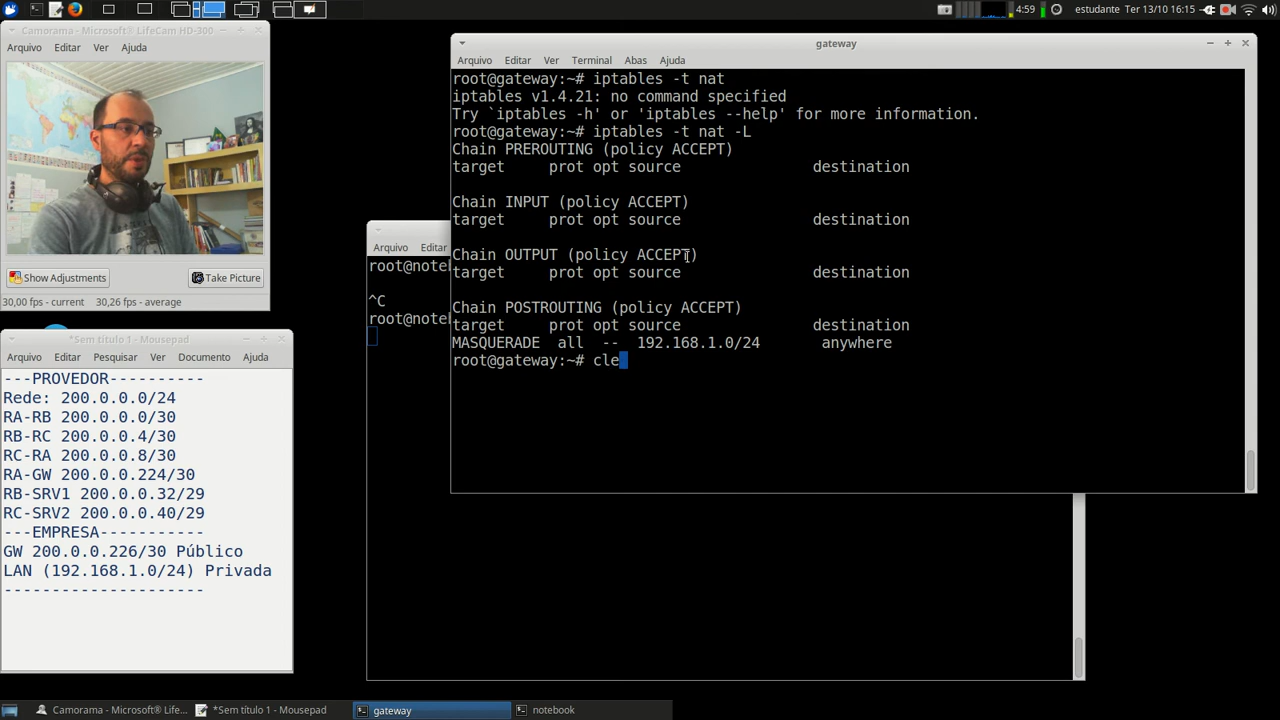 4:59 estudante Ter 13/10 16:15
Camorama - Microsoft® LifeCam HD-300
Arquivo Editar Ver Ajuda
Show Adjustments Take Picture
30,00 fps - current 30,26 fps - average
*Sem título 1 - Mousepad
Arquivo Editar Pesquisar Ver Documento Ajuda
---PROVEDOR-----------
Rede: 200.0.0.0/24
RA-RB 200.0.0.0/30
RB-RC 200.0.0.4/30
RC-RA 200.0.0.8/30
RA-GW 200.0.0.224/30
RB-SRV1 200.0.0.32/29
RC-SRV2 200.0.0.40/29
---EMPRESA-----------
GW 200.0.0.226/30 Público
LAN (192.168.1.0/24) Privada
----------------------
Arquivo Editar
root@note
^C
root@note
gateway
Arquivo Editar Ver Terminal Abas Ajuda
root@gateway:~# iptables -t nat
iptables v1.4.21: no command specified
Try `iptables -h' or 'iptables --help' for more information.
root@gateway:~# iptables -t nat -L
Chain PREROUTING (policy ACCEPT)
target prot opt source destination
Chain INPUT (policy ACCEPT)
target prot opt source destination
Chain OUTPUT (policy ACCEPT)
target prot opt source destination
Chain POSTROUTING (policy ACCEPT)
target prot opt source destination
MASQUERADE all -- 192.168.1.0/24 anywhere
root@gateway:~# cle
Camorama - Microsoft® LifeC... *Sem título 1 - Mousepad gateway notebook